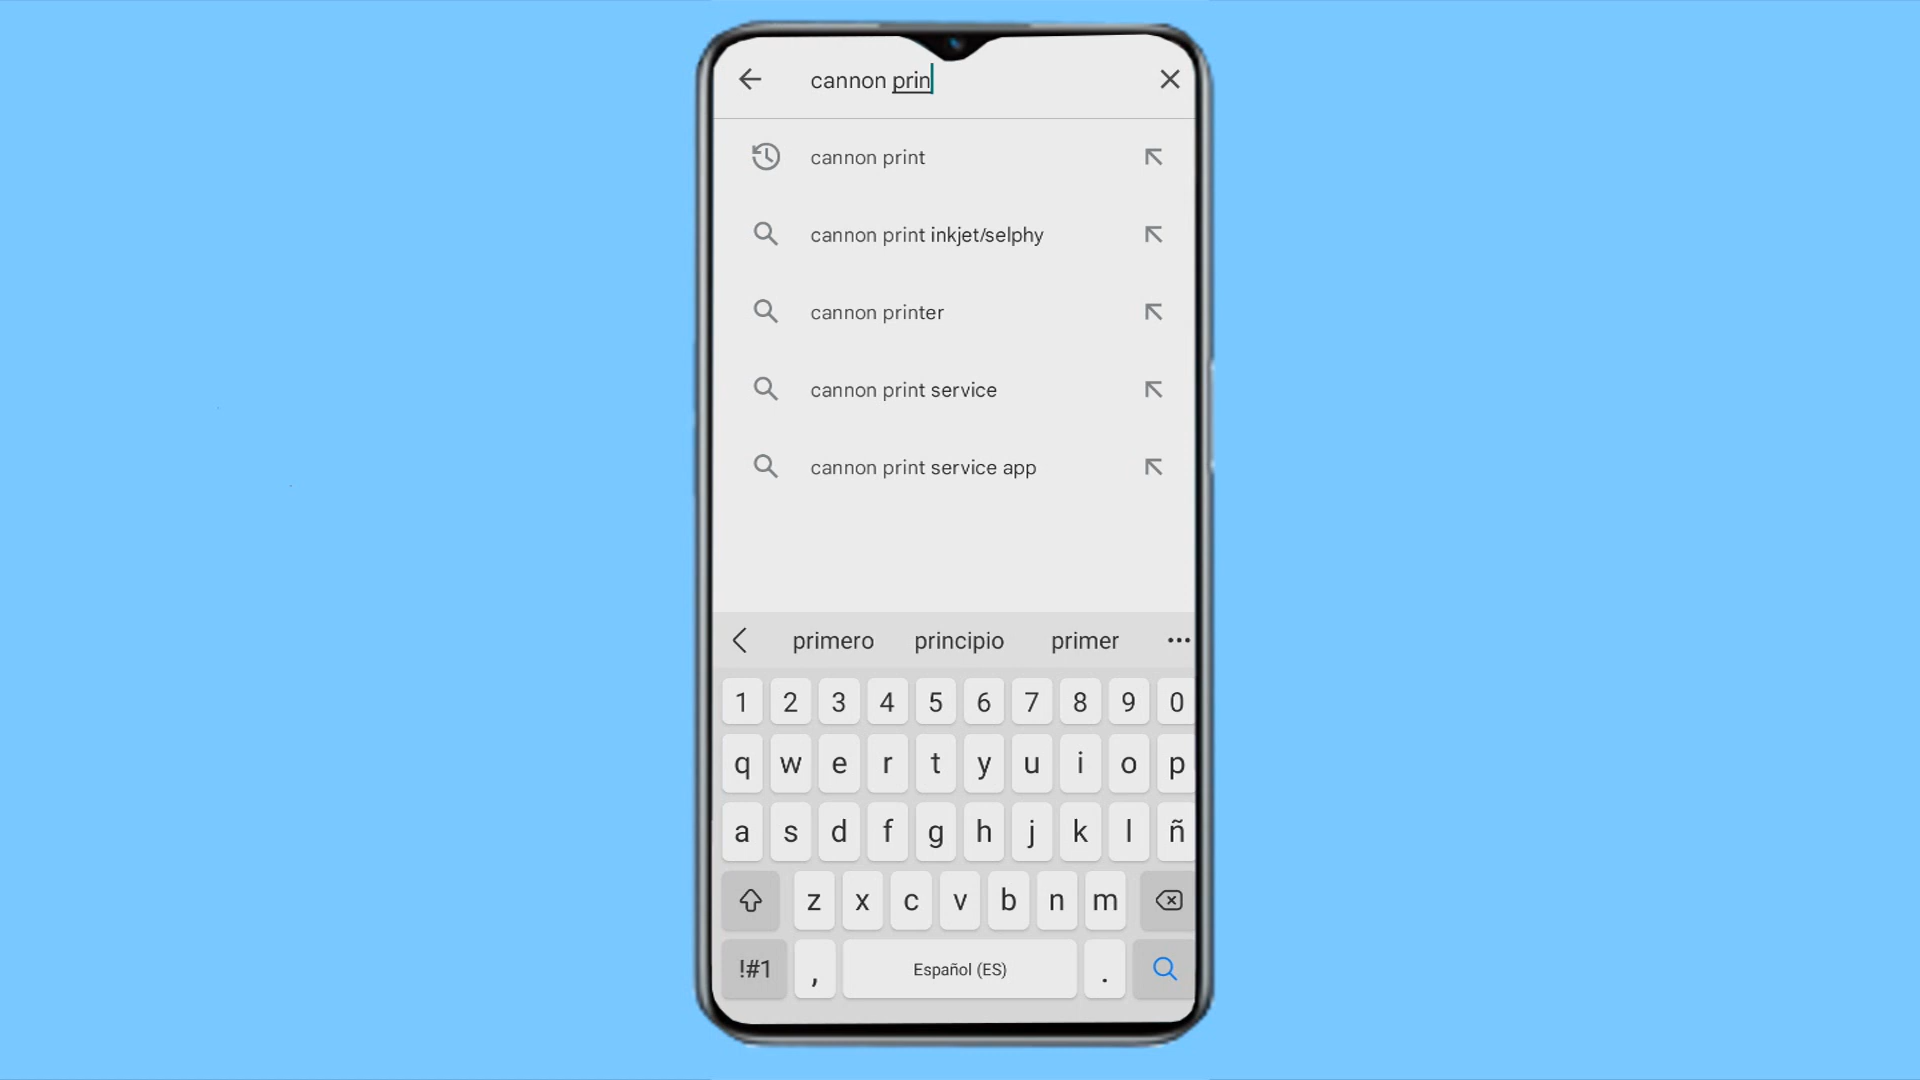 cannon prin
cannon print
cannon print inkjet/selphy
cannon printer
cannon print service
cannon print service app
primero principio primer
1 2 3 4 5 6 7 8 9 0
q w e r t y u i o p
a s d f g h j k l ñ
z x c v b n m
!#1 , Español (ES) .